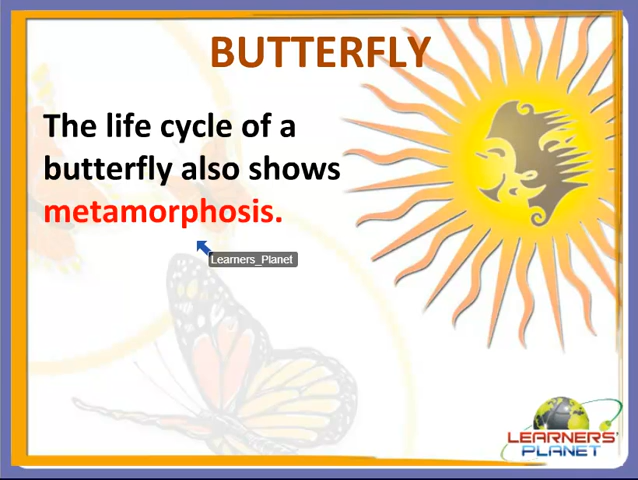 BUTTERFLY
The life cycle of a
butterfly also shows
metamorphosis.
Learners_Planet
LEARNERS'
PLANET